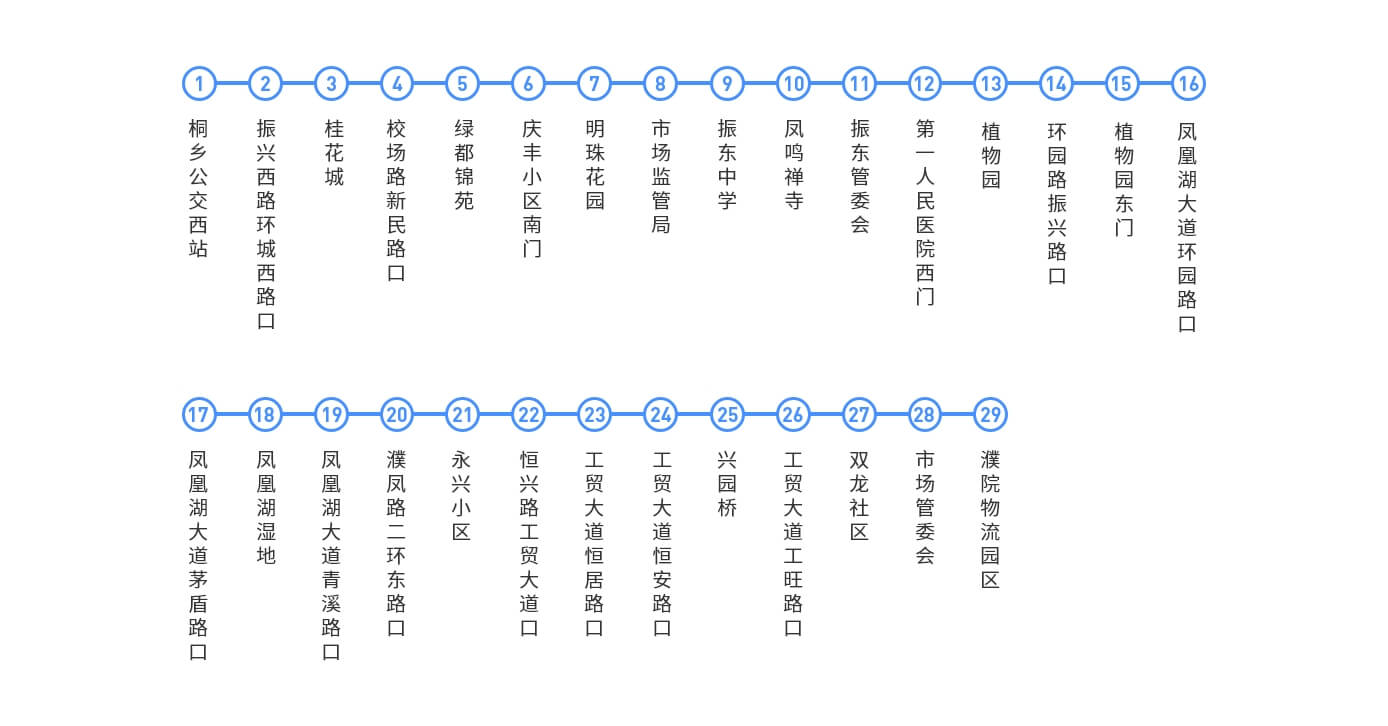 1 2 3 4 5 6 7 8 9 10 11 12 13 14 15 16
桐乡公交西站
振兴西路环城西路口
桂花城
校场路新民路口
绿都锦苑
庆丰小区南门
明珠花园
市场监管局
振东中学
凤鸣禅寺
振东管委会
第一人民医院西门
植物园
环园路振兴路口
植物园东门
凤凰湖大道环园路口
17 18 19 20 21 22 23 24 25 26 27 28 29
凤凰湖大道茅盾路口
凤凰湖湿地
凤凰湖大道青溪路口
濮凤路二环东路口
永兴小区
恒兴路工贸大道口
工贸大道恒居路口
工贸大道恒安路口
兴园桥
工贸大道工旺路口
双龙社区
市场管委会
濮院物流园区